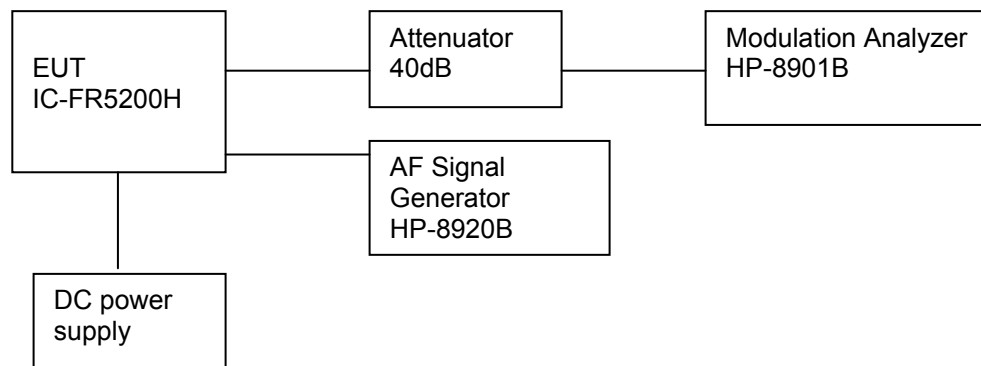 EUT
IC-FR5200H
Attenuator
40dB
Modulation Analyzer
HP-8901B
AF Signal
Generator
HP-8920B
DC power
supply